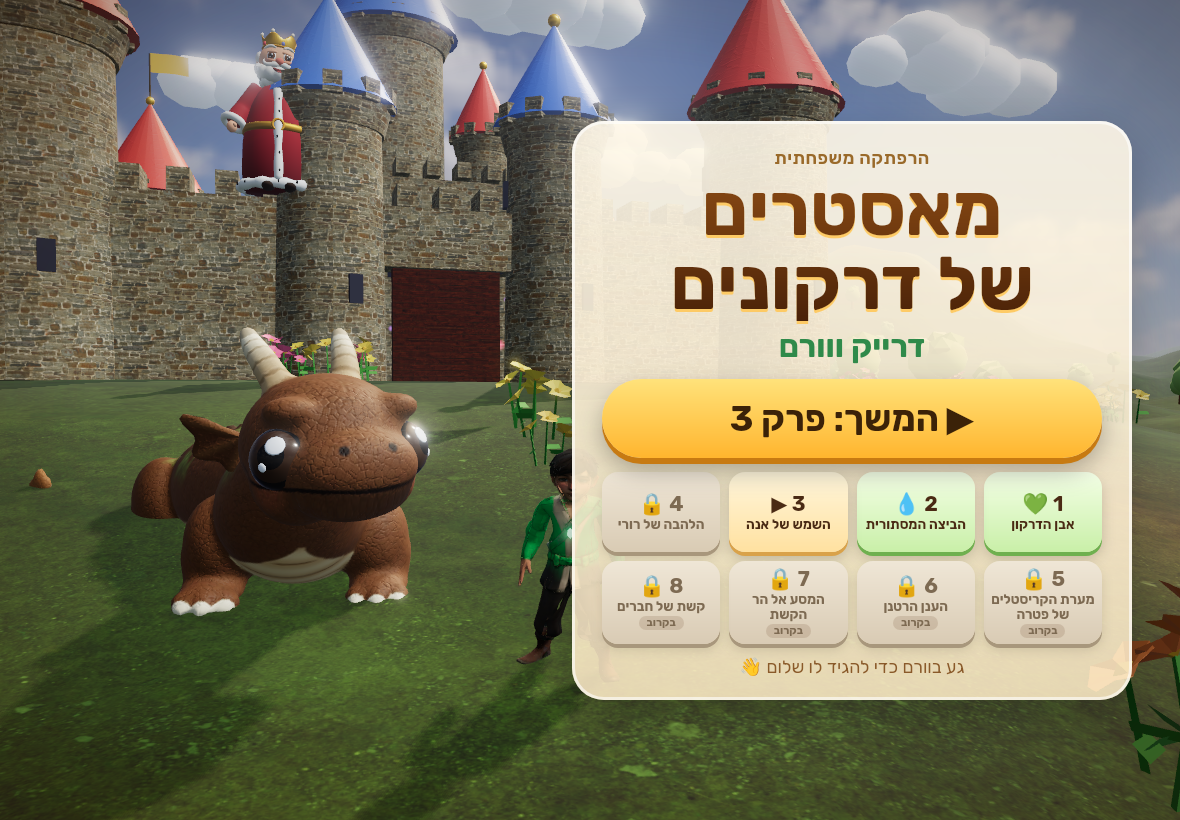 הרפתקה משפחתית
מאסטרים
של דרקונים
דרייק ווורם
▶ המשך: פרק 3
1 💚
אבן הדרקון
2 💧
הביצה המסתורית
3 ▶
השמש של אנה
4 🔒
הלהבה של רורי
5 🔒
מערת הקריסטלים
של פטרה
בקרוב
6 🔒
הענן הרטגן
בקרוב
7 🔒
המסע אל הר
הקשת
בקרוב
8 🔒
קשת של חברים
בקרוב
גע בוורם כדי להגיד לו שלום 👋